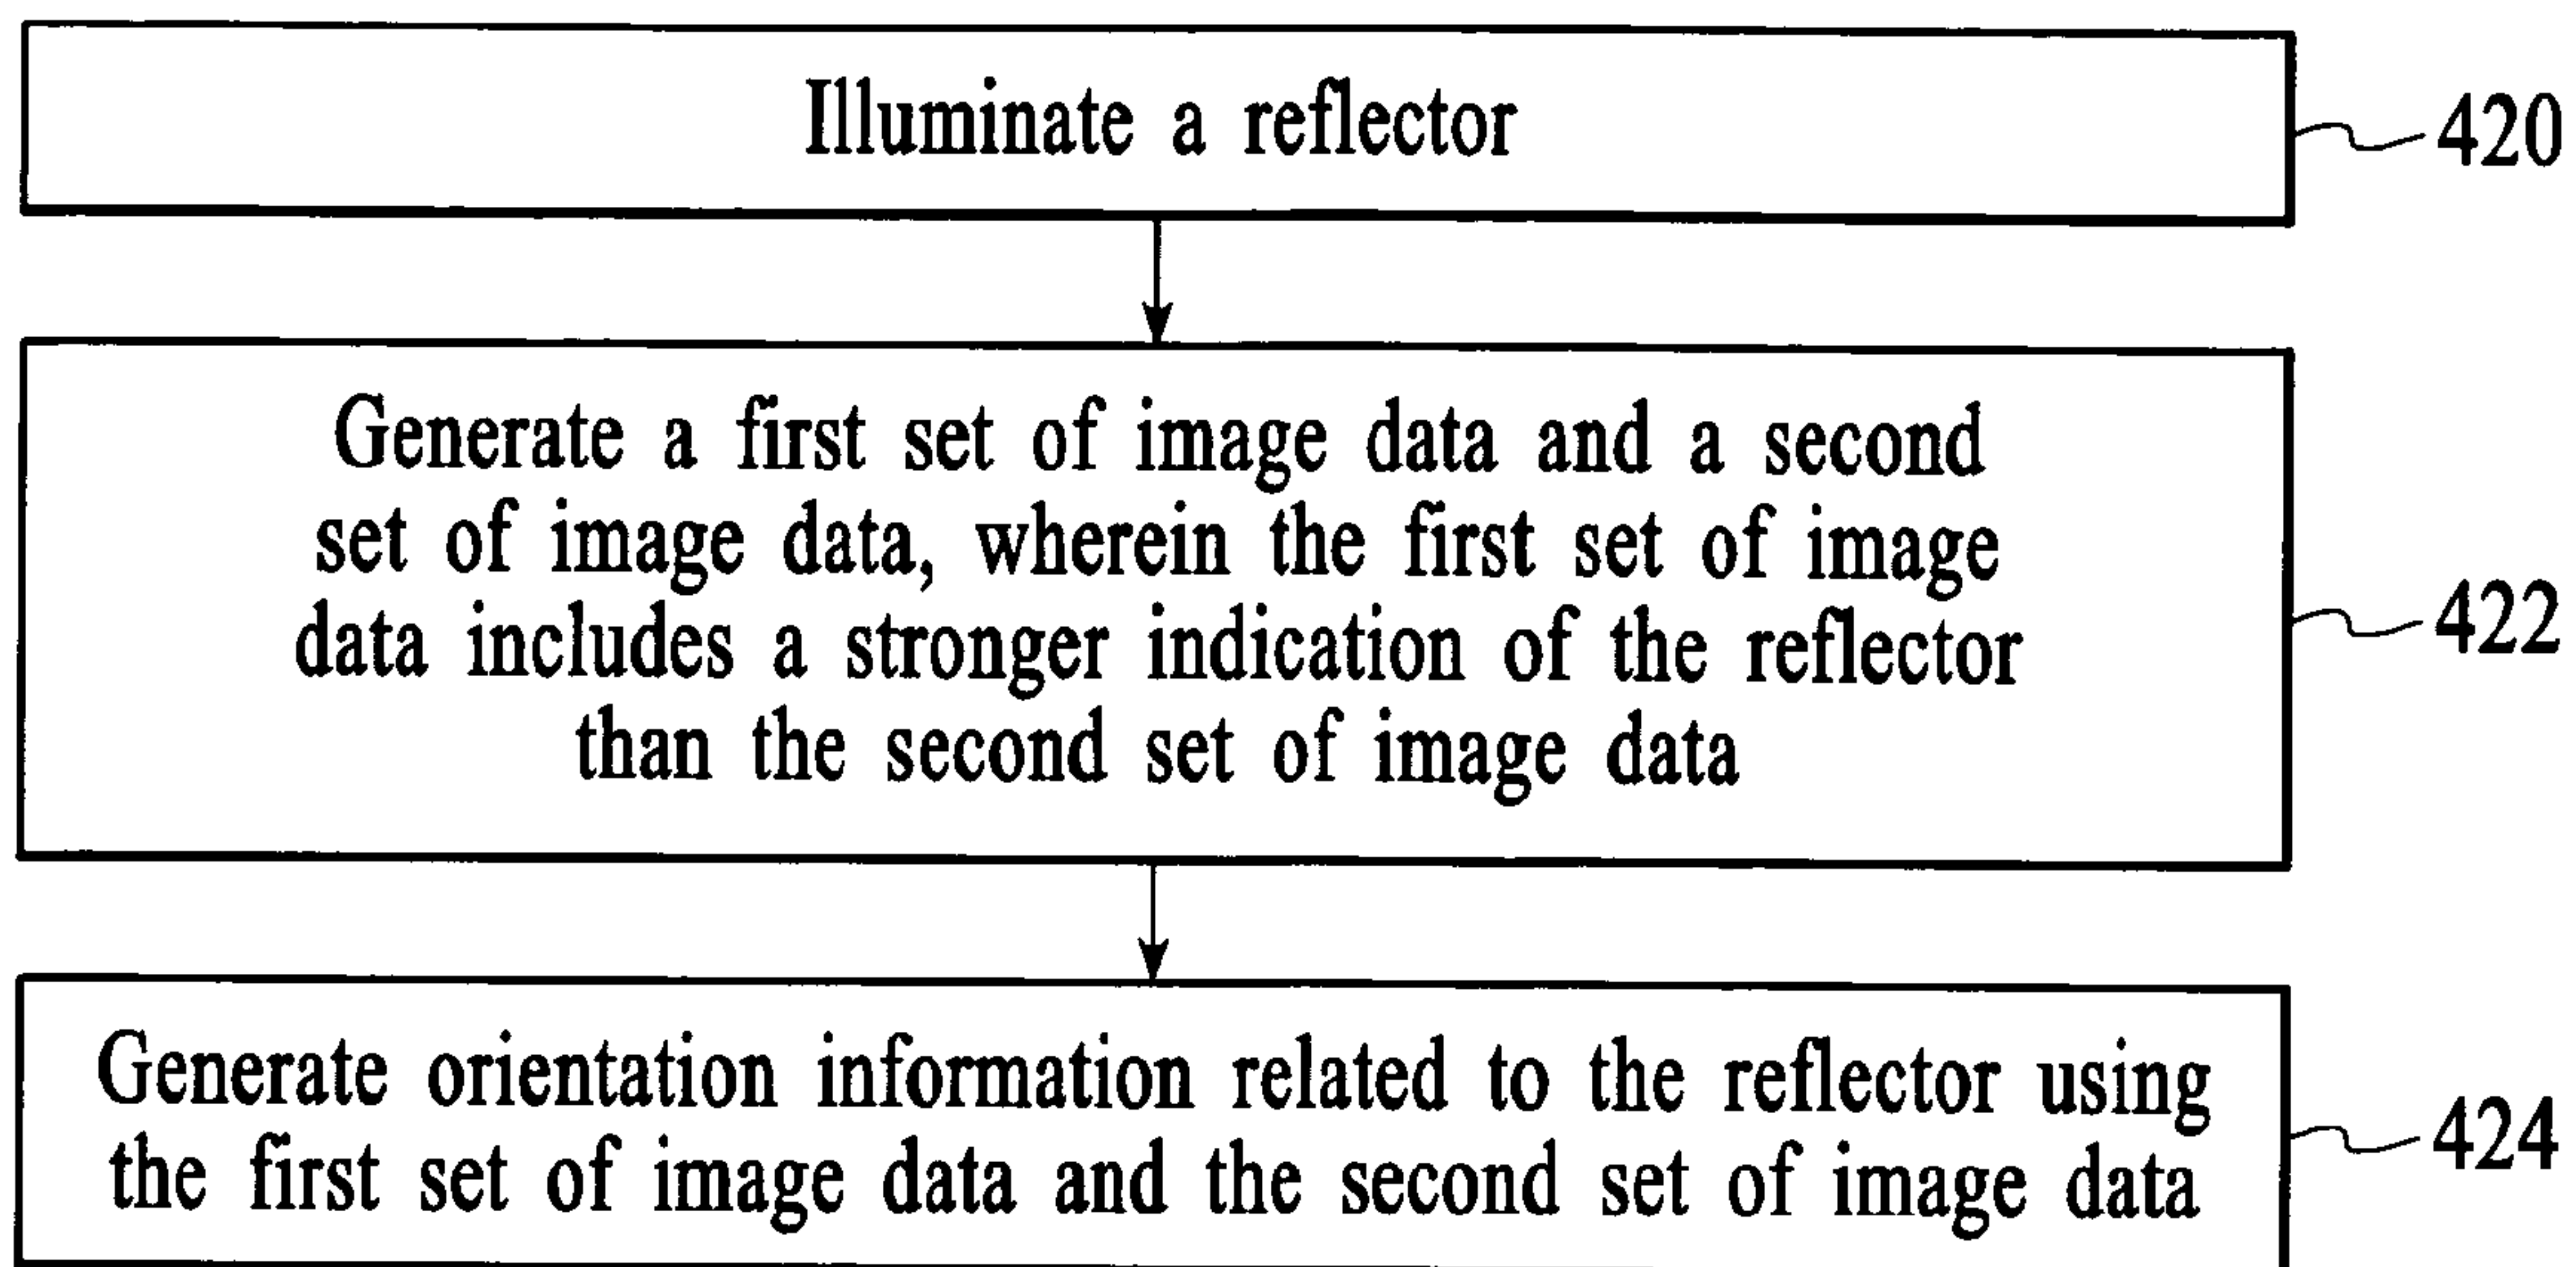 Illuminate a reflector
420
Generate a first set of image data and a second
set of image data, wherein the first set of image
data includes a stronger indication of the reflector
than the second set of image data
422
Generate orientation information related to the reflector using
the first set of image data and the second set of image data
424